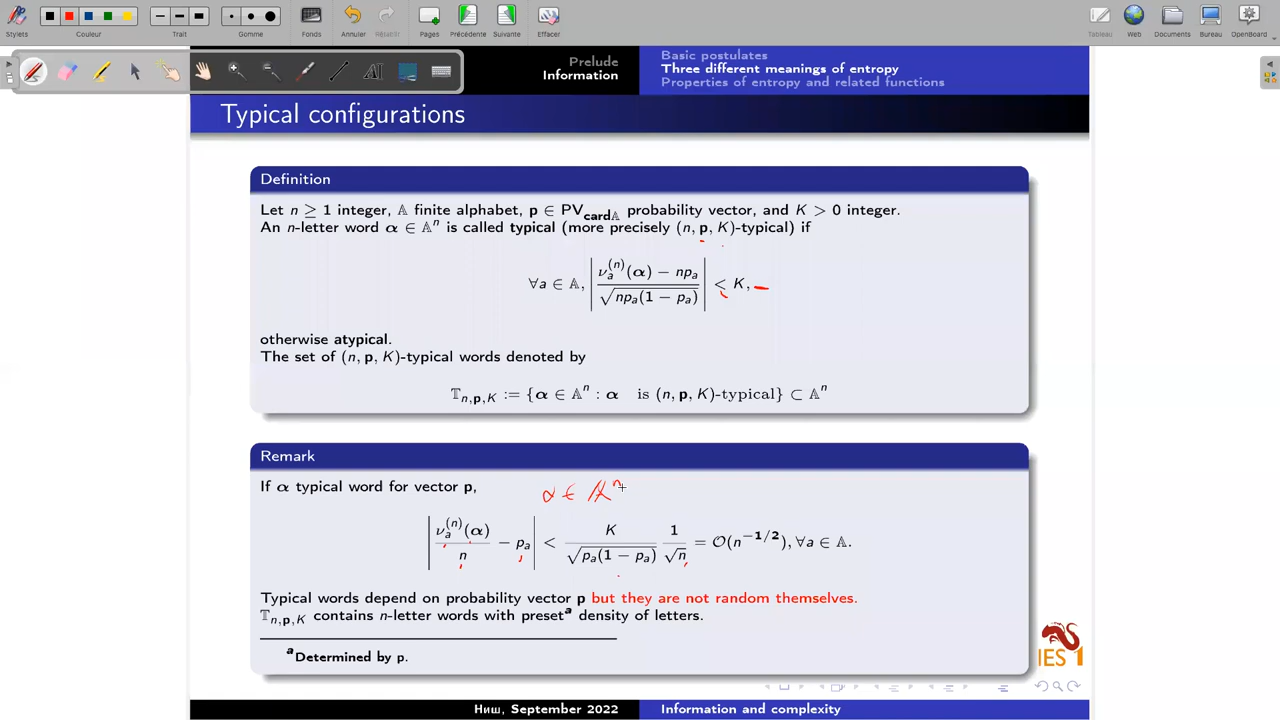 Stylets
Couleur
Trait
Gomme
Fonds
Annuler
Rétablir
Pages
Précédente
Suivante
Effacer
Tableau
Web
Documents
Bureau
OpenBoard
Prelude
Information
Basic postulates
Three different meanings of entropy
Properties of entropy and related functions
Typical configurations
Definition
Let n ≥ 1 integer, 𝔸 finite alphabet, p ∈ PV_card𝔸 probability vector, and K > 0 integer.
An n-letter word α ∈ 𝔸^n is called typical (more precisely (n, p, K)-typical) if
∀a ∈ 𝔸, | (ν_a^(n)(α) − np_a) / √(np_a(1 − p_a)) | < K,
otherwise atypical.
The set of (n, p, K)-typical words denoted by
𝕋_n,p,K := {α ∈ 𝔸^n : α is (n, p, K)-typical} ⊂ 𝔸^n
Remark
If α typical word for vector p,
α ∈ 𝔸^n
| ν_a^(n)(α) / n − p_a | < K / √(p_a(1 − p_a)) 1/√n = 𝒪(n^−1/2), ∀a ∈ 𝔸.
Typical words depend on probability vector p but they are not random themselves.
𝕋_n,p,K contains n-letter words with preset^a density of letters.
^a Determined by p.
IES 1
Ниш, September 2022
Information and complexity